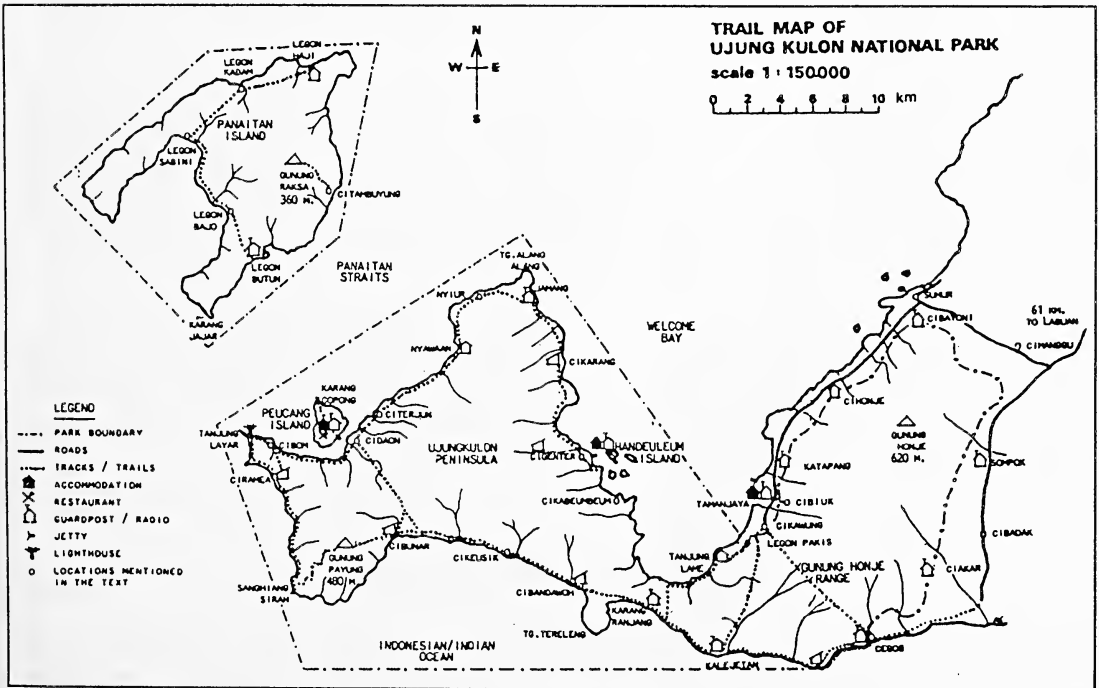 TRAIL MAP OF
UJUNG KULON NATIONAL PARK
scale 1 : 150.000
0 2 4 6 8 10 km
N
W E
S
LEGON
HAJI
LEGON
KADAM
PANAITAN
ISLAND
LEGON
SABINI
GUNUNG
RAKSA
360 M.
CITAMBUYUNG
LEGON
BAJO
LEGON
BUTUN
KARANG
JAJAR
PANAITAN
STRAITS
TG. ALANG
ALANG
JAMANG
NYIUR
NYAWAAN
CIKARANG
WELCOME
BAY
SUMUR
CIBAYONI
61 KM.
TO LABUAN
CIMANGGU
CIHONJE
GUNUNG
HONJE
620 M.
KARANG
COPONG
PEUCANG
ISLAND
CITERJUN
CIDAON
TANJUNG
LAYAR
CIBOM
CIRAMEA
UJUNGKULON
PENINSULA
CIGENTER
HANDEULEUM
ISLAND
CIKABEUMBEUM
KATAPANG
SOMPOK
TAMANJAYA
CIBIUK
CIKAWUNG
LEGON PAKIS
CIBADAK
TANJUNG
LAME
GUNUNG HONJE
RANGE
CIAKAR
CIBUNAR
CIKEUSIK
GUNUNG
PAYUNG
480 M
SANGHIANG
SIRAH
CIBANDAWOH
KARANG
RANJANG
TG. TERELENG
INDONESIAN/INDIAN
OCEAN
KALEJETAN
CEGOG
LEGEND
PARK BOUNDARY
ROADS
TRACKS / TRAILS
ACCOMMODATION
RESTAURANT
GUARDPOST / RADIO
JETTY
LIGHTHOUSE
LOCATIONS MENTIONED
IN THE TEXT